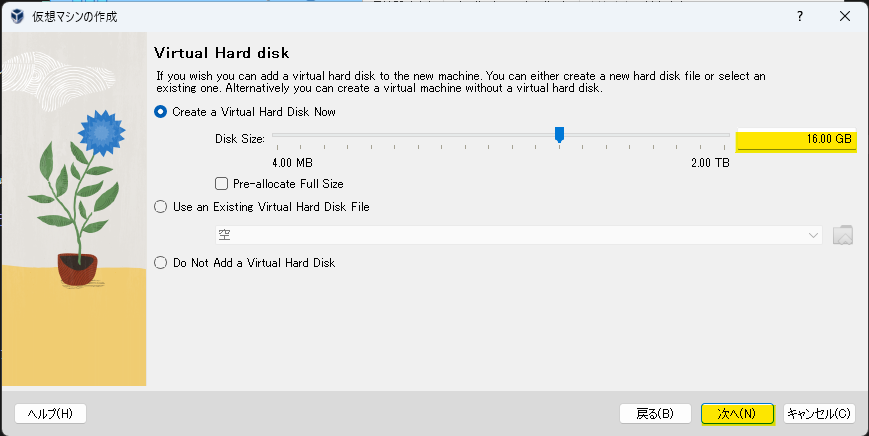 仮想マシンの作成
?
Virtual Hard disk
If you wish you can add a virtual hard disk to the new machine. You can either create a new hard disk file or select an
existing one. Alternatively you can create a virtual machine without a virtual hard disk.
Create a Virtual Hard Disk Now
Disk Size:
16.00 GB
4.00 MB
2.00 TB
Pre-allocate Full Size
Use an Existing Virtual Hard Disk File
空
Do Not Add a Virtual Hard Disk
ヘルプ(H)
戻る(B)
次へ(N)
キャンセル(C)